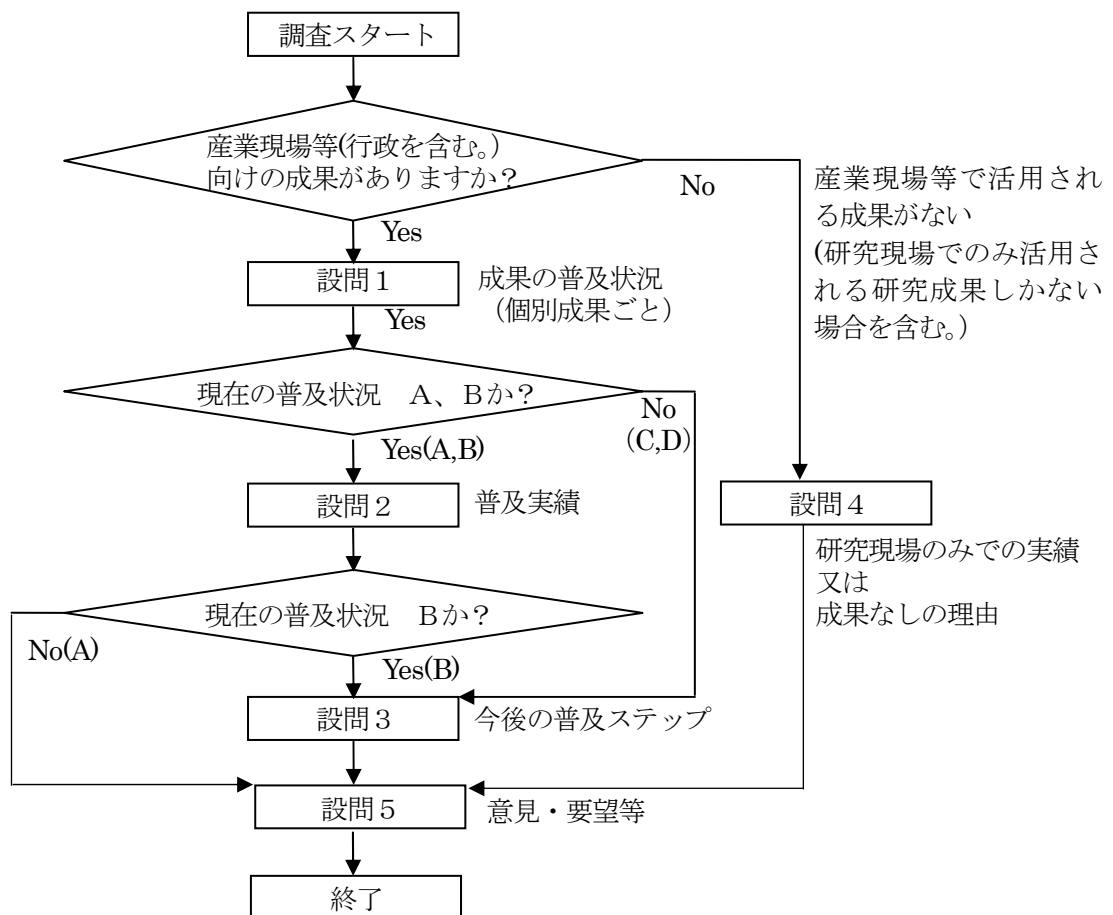 調査スタート
産業現場等(行政を含む。)
向けの成果がありますか？
No
産業現場等で活用され
る成果がない
(研究現場でのみ活用さ
れる研究成果しかない
場合を含む。)
Yes
設問１
成果の普及状況
（個別成果ごと）
Yes
現在の普及状況　Ａ、Ｂか？
No
(C,D)
Yes(A,B)
設問２
普及実績
設問４
研究現場のみでの実績
又は
成果なしの理由
現在の普及状況　Ｂか？
No(A)
Yes(B)
設問３
今後の普及ステップ
設問５
意見・要望等
終了